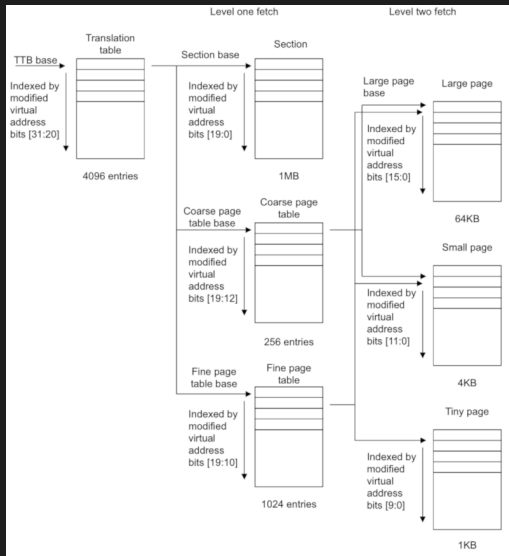 Level one fetch
Level two fetch
Translation
table
TTB base
Indexed by
modified
virtual
address
bits [31:20]
4096 entries
Section base
Section
Indexed by
modified
virtual
address
bits [19:0]
1MB
Coarse page
table base
Coarse page
table
Indexed by
modified
virtual
address
bits [19:12]
256 entries
Fine page
table base
Fine page
table
Indexed by
modified
virtual
address
bits [19:10]
1024 entries
Large page
base
Large page
Indexed by
modified
virtual
address
bits [15:0]
64KB
Small page
Indexed by
modified
virtual
address
bits [11:0]
4KB
Tiny page
Indexed by
modified
virtual
address
bits [9:0]
1KB